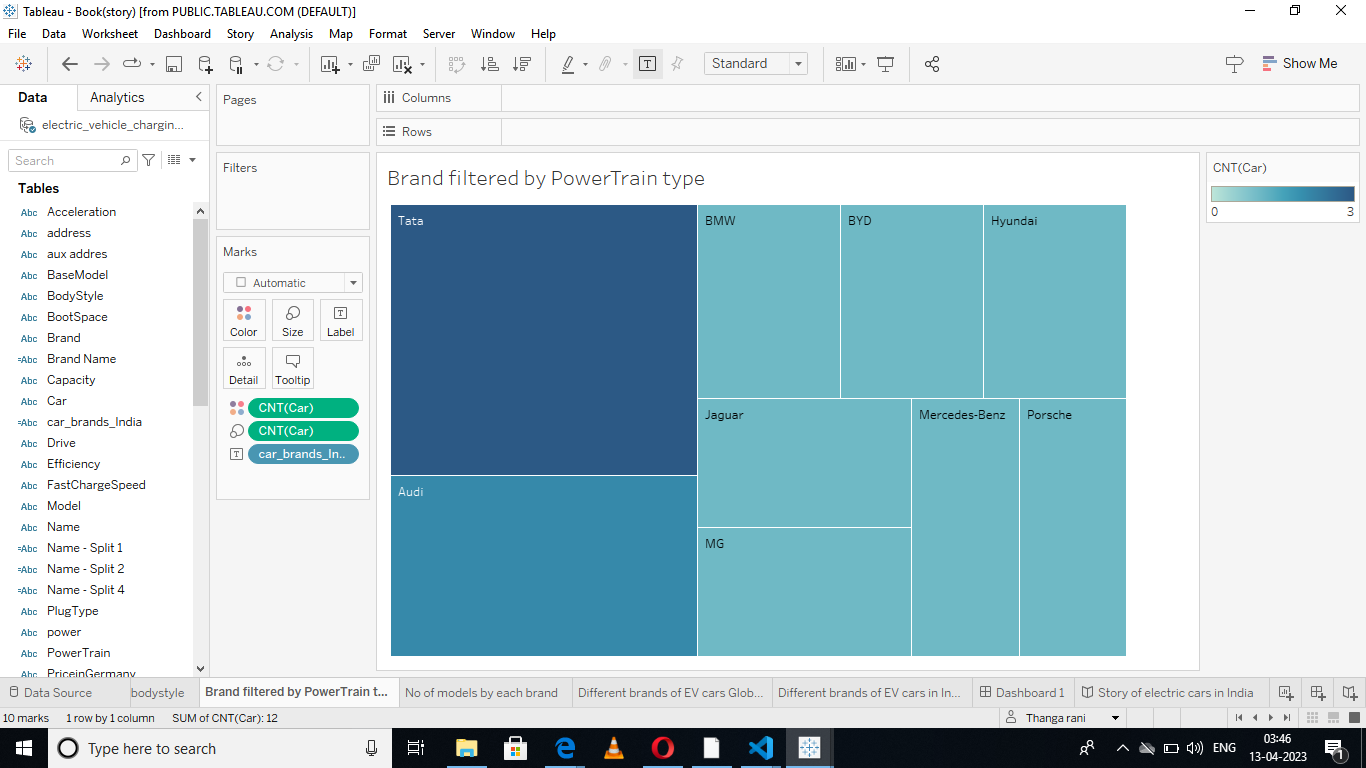 Tableau - Book(story) [from PUBLIC.TABLEAU.COM (DEFAULT)]
File Data Worksheet Dashboard Story Analysis Map Format Server Window Help
Standard
Show Me
Data
Analytics
electric_vehicle_chargin...
Search
Tables
Abc Acceleration
Abc address
Abc aux addres
Abc BaseModel
Abc BodyStyle
Abc BootSpace
Abc Brand
=Abc Brand Name
Abc Capacity
Abc Car
=Abc car_brands_India
Abc Drive
Abc Efficiency
Abc FastChargeSpeed
Abc Model
Abc Name
=Abc Name - Split 1
=Abc Name - Split 2
=Abc Name - Split 4
Abc PlugType
Abc power
Abc PowerTrain
Abc PriceinGermany
Pages
Filters
Marks
Automatic
Color Size Label
Detail Tooltip
CNT(Car)
CNT(Car)
car_brands_In..
Columns
Rows
Brand filtered by PowerTrain type
Tata
BMW
BYD
Hyundai
Audi
Jaguar
Mercedes-Benz
Porsche
MG
CNT(Car)
0 3
Data Source
bodystyle
Brand filtered by PowerTrain t...
No of models by each brand
Different brands of EV cars Glob...
Different brands of EV cars in In...
Dashboard 1
Story of electric cars in India
10 marks 1 row by 1 column SUM of CNT(Car): 12
Thanga rani
Type here to search
ENG
03:46
13-04-2023
1